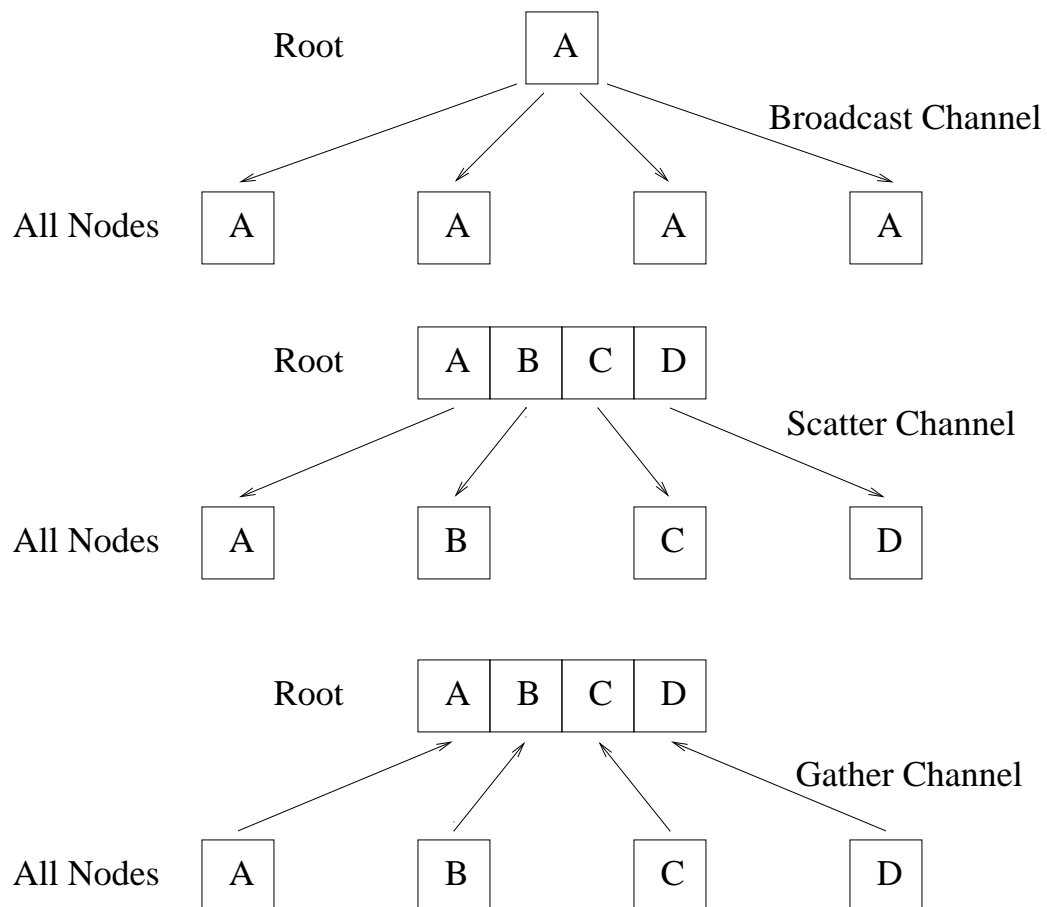 Root A
Broadcast Channel
All Nodes A A A A
Root A B C D
Scatter Channel
All Nodes A B C D
Root A B C D
Gather Channel
All Nodes A B C D